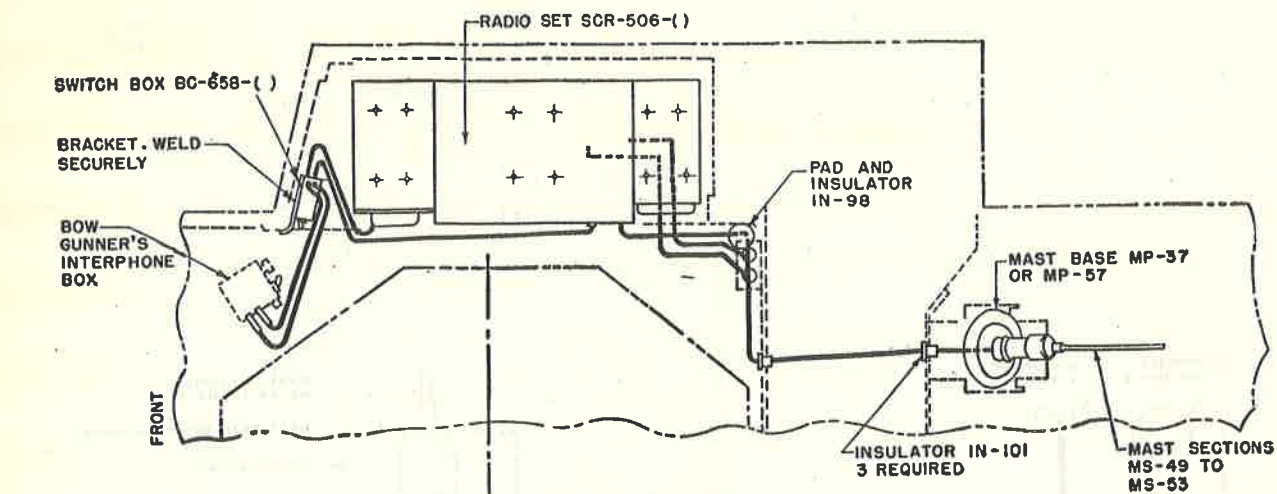 RADIO SET SCR-506-( )
SWITCH BOX BC-658-( )
BRACKET. WELD
SECURELY
BOW
GUNNER'S
INTERPHONE
BOX
PAD AND
INSULATOR
IN-98
MAST BASE MP-37
OR MP-57
FRONT
INSULATOR IN-101
3 REQUIRED
MAST SECTIONS
MS-49 TO
MS-53